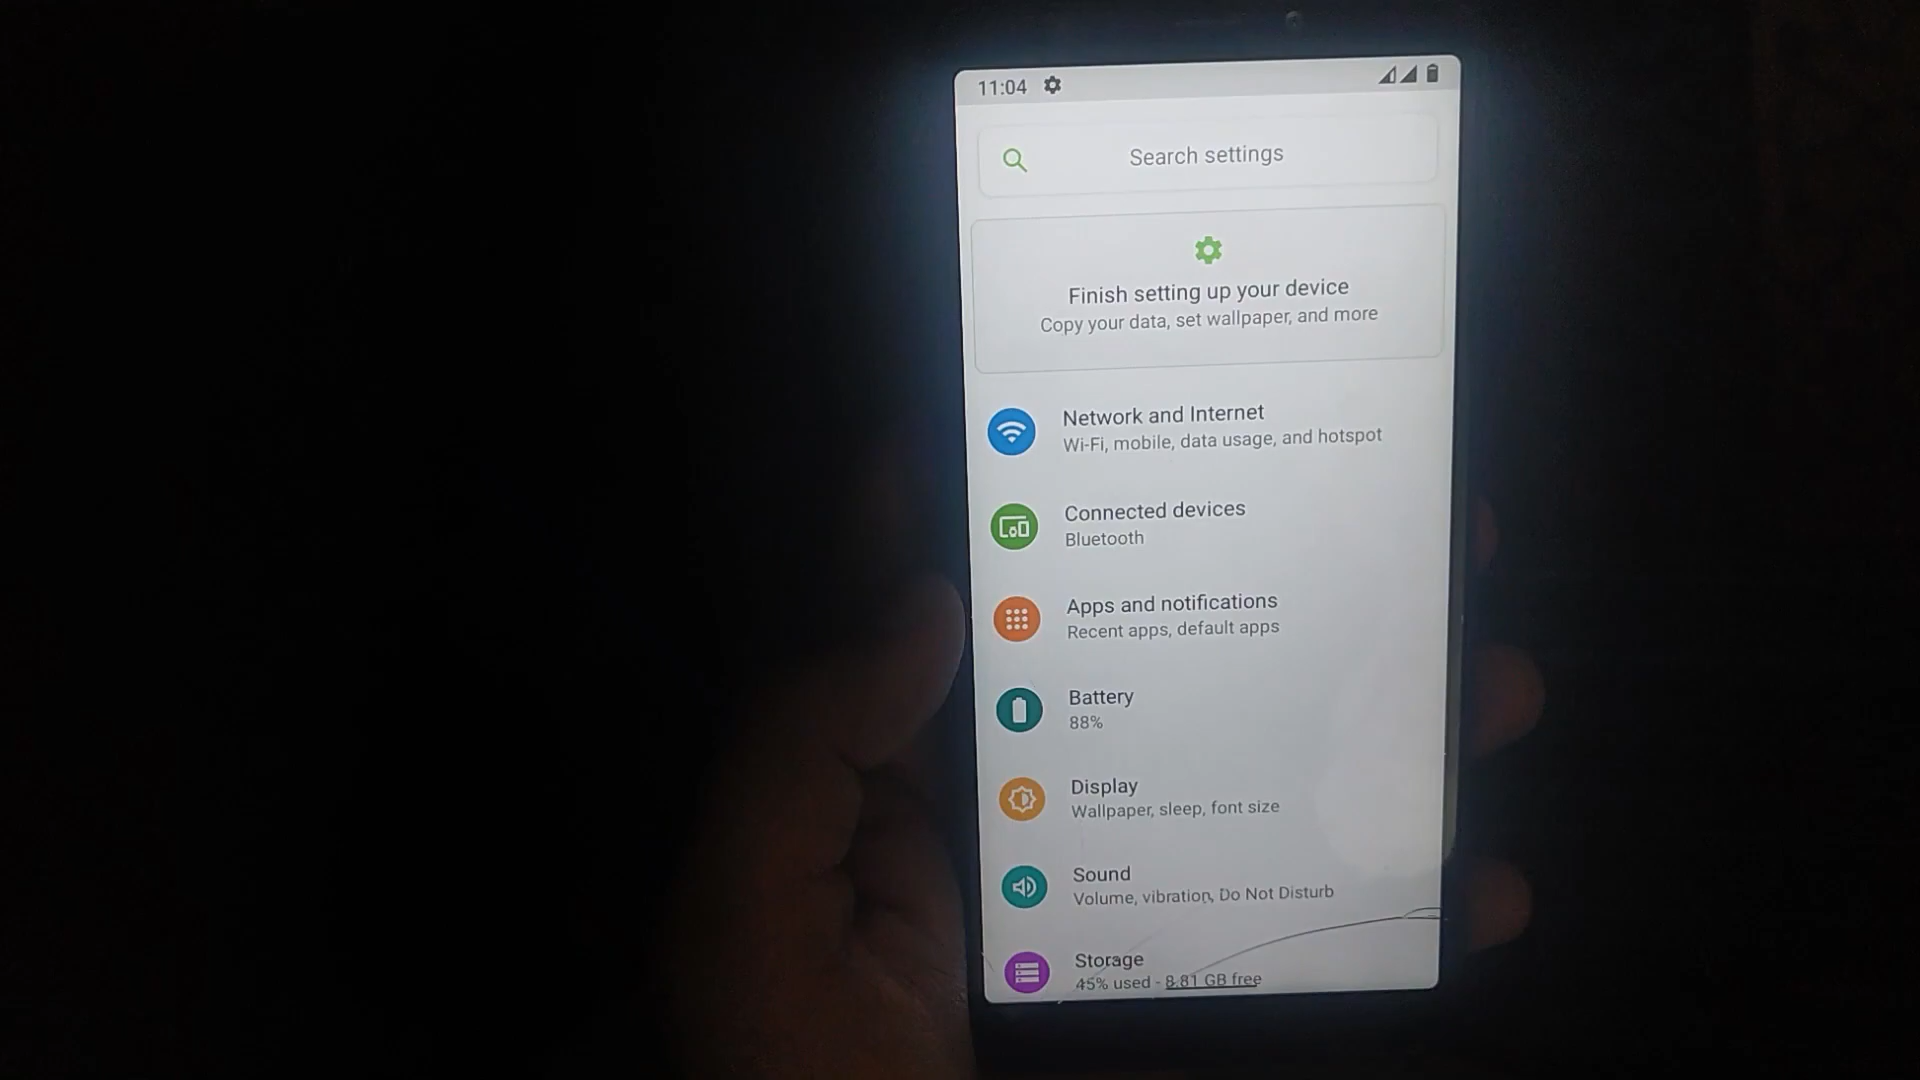 11:04
Search settings
Finish setting up your device
Copy your data, set wallpaper, and more
Network and Internet
Wi-Fi, mobile, data usage, and hotspot
Connected devices
Bluetooth
Apps and notifications
Recent apps, default apps
Battery
88%
Display
Wallpaper, sleep, font size
Sound
Volume, vibration, Do Not Disturb
Storage
45% used - 8.81 GB free